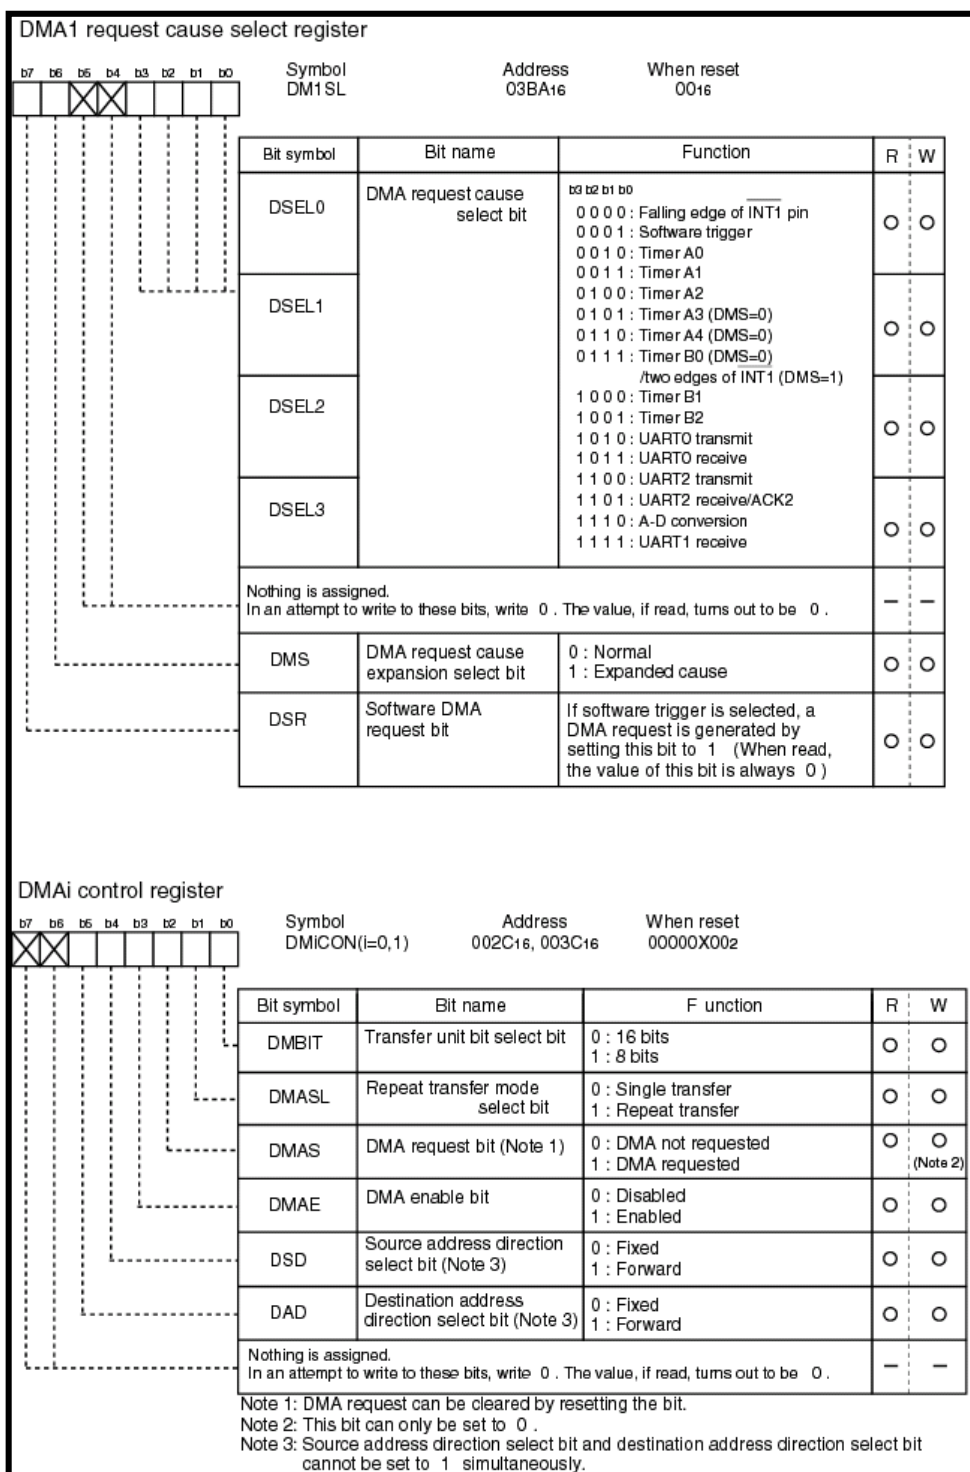 DMA1 request cause select register
b7 b6 b5 b4 b3 b2 b1 b0
Symbol Address When reset
DM1SL 03BA16 0016
Bit symbol Bit name Function R W
DSEL0 DMA request cause select bit
b3 b2 b1 b0
0 0 0 0 : Falling edge of INT1 pin
0 0 0 1 : Software trigger
0 0 1 0 : Timer A0
0 0 1 1 : Timer A1
DSEL1
0 1 0 0 : Timer A2
0 1 0 1 : Timer A3 (DMS=0)
0 1 1 0 : Timer A4 (DMS=0)
0 1 1 1 : Timer B0 (DMS=0)
/two edges of INT1 (DMS=1)
DSEL2
1 0 0 0 : Timer B1
1 0 0 1 : Timer B2
1 0 1 0 : UART0 transmit
1 0 1 1 : UART0 receive
1 1 0 0 : UART2 transmit
DSEL3
1 1 0 1 : UART2 receive/ACK2
1 1 1 0 : A-D conversion
1 1 1 1 : UART1 receive
Nothing is assigned.
In an attempt to write to these bits, write 0 . The value, if read, turns out to be 0 .
DMS DMA request cause expansion select bit
0 : Normal
1 : Expanded cause
DSR Software DMA request bit
If software trigger is selected, a
DMA request is generated by
setting this bit to 1 (When read,
the value of this bit is always 0 )
DMAi control register
b7 b6 b5 b4 b3 b2 b1 b0
Symbol Address When reset
DMiCON(i=0,1) 002C16, 003C16 00000X002
Bit symbol Bit name F unction R W
DMBIT Transfer unit bit select bit
0 : 16 bits
1 : 8 bits
DMASL Repeat transfer mode select bit
0 : Single transfer
1 : Repeat transfer
DMAS DMA request bit (Note 1)
0 : DMA not requested
1 : DMA requested
(Note 2)
DMAE DMA enable bit
0 : Disabled
1 : Enabled
DSD Source address direction select bit (Note 3)
0 : Fixed
1 : Forward
DAD Destination address direction select bit (Note 3)
0 : Fixed
1 : Forward
Nothing is assigned.
In an attempt to write to these bits, write 0 . The value, if read, turns out to be 0 .
Note 1: DMA request can be cleared by resetting the bit.
Note 2: This bit can only be set to 0 .
Note 3: Source address direction select bit and destination address direction select bit
cannot be set to 1 simultaneously.